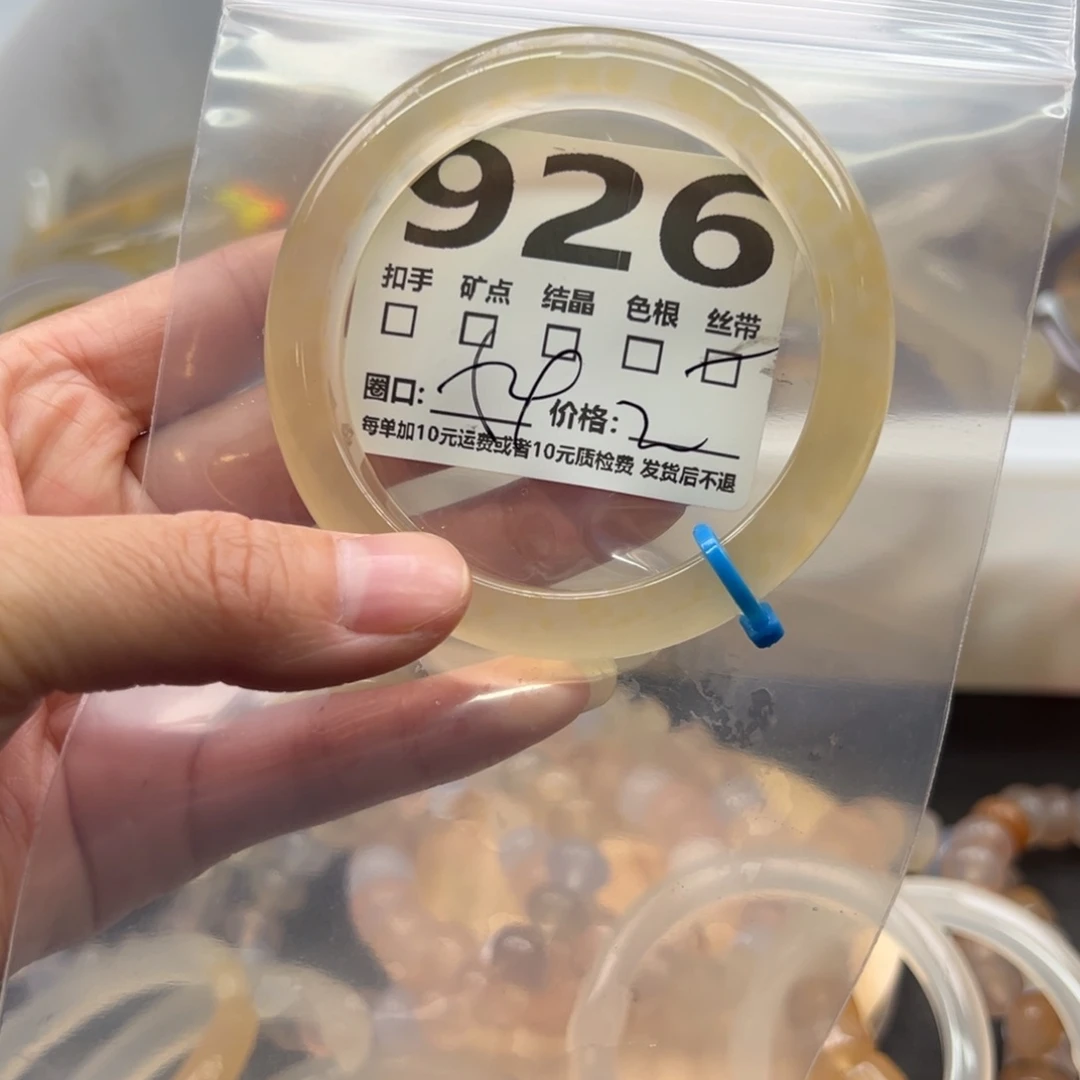 926
扣手 矿点 结晶 色根 丝带
圈口: 价格: 2
每单加10元运费或者10元质检费 发货后不退